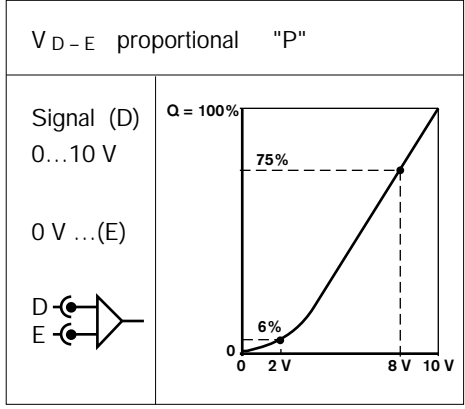 V D – E proportional "P"
Signal (D)
0...10 V
0 V ...(E)
D
E
Q = 100%
75%
6%
0
0 2 V 8 V 10 V